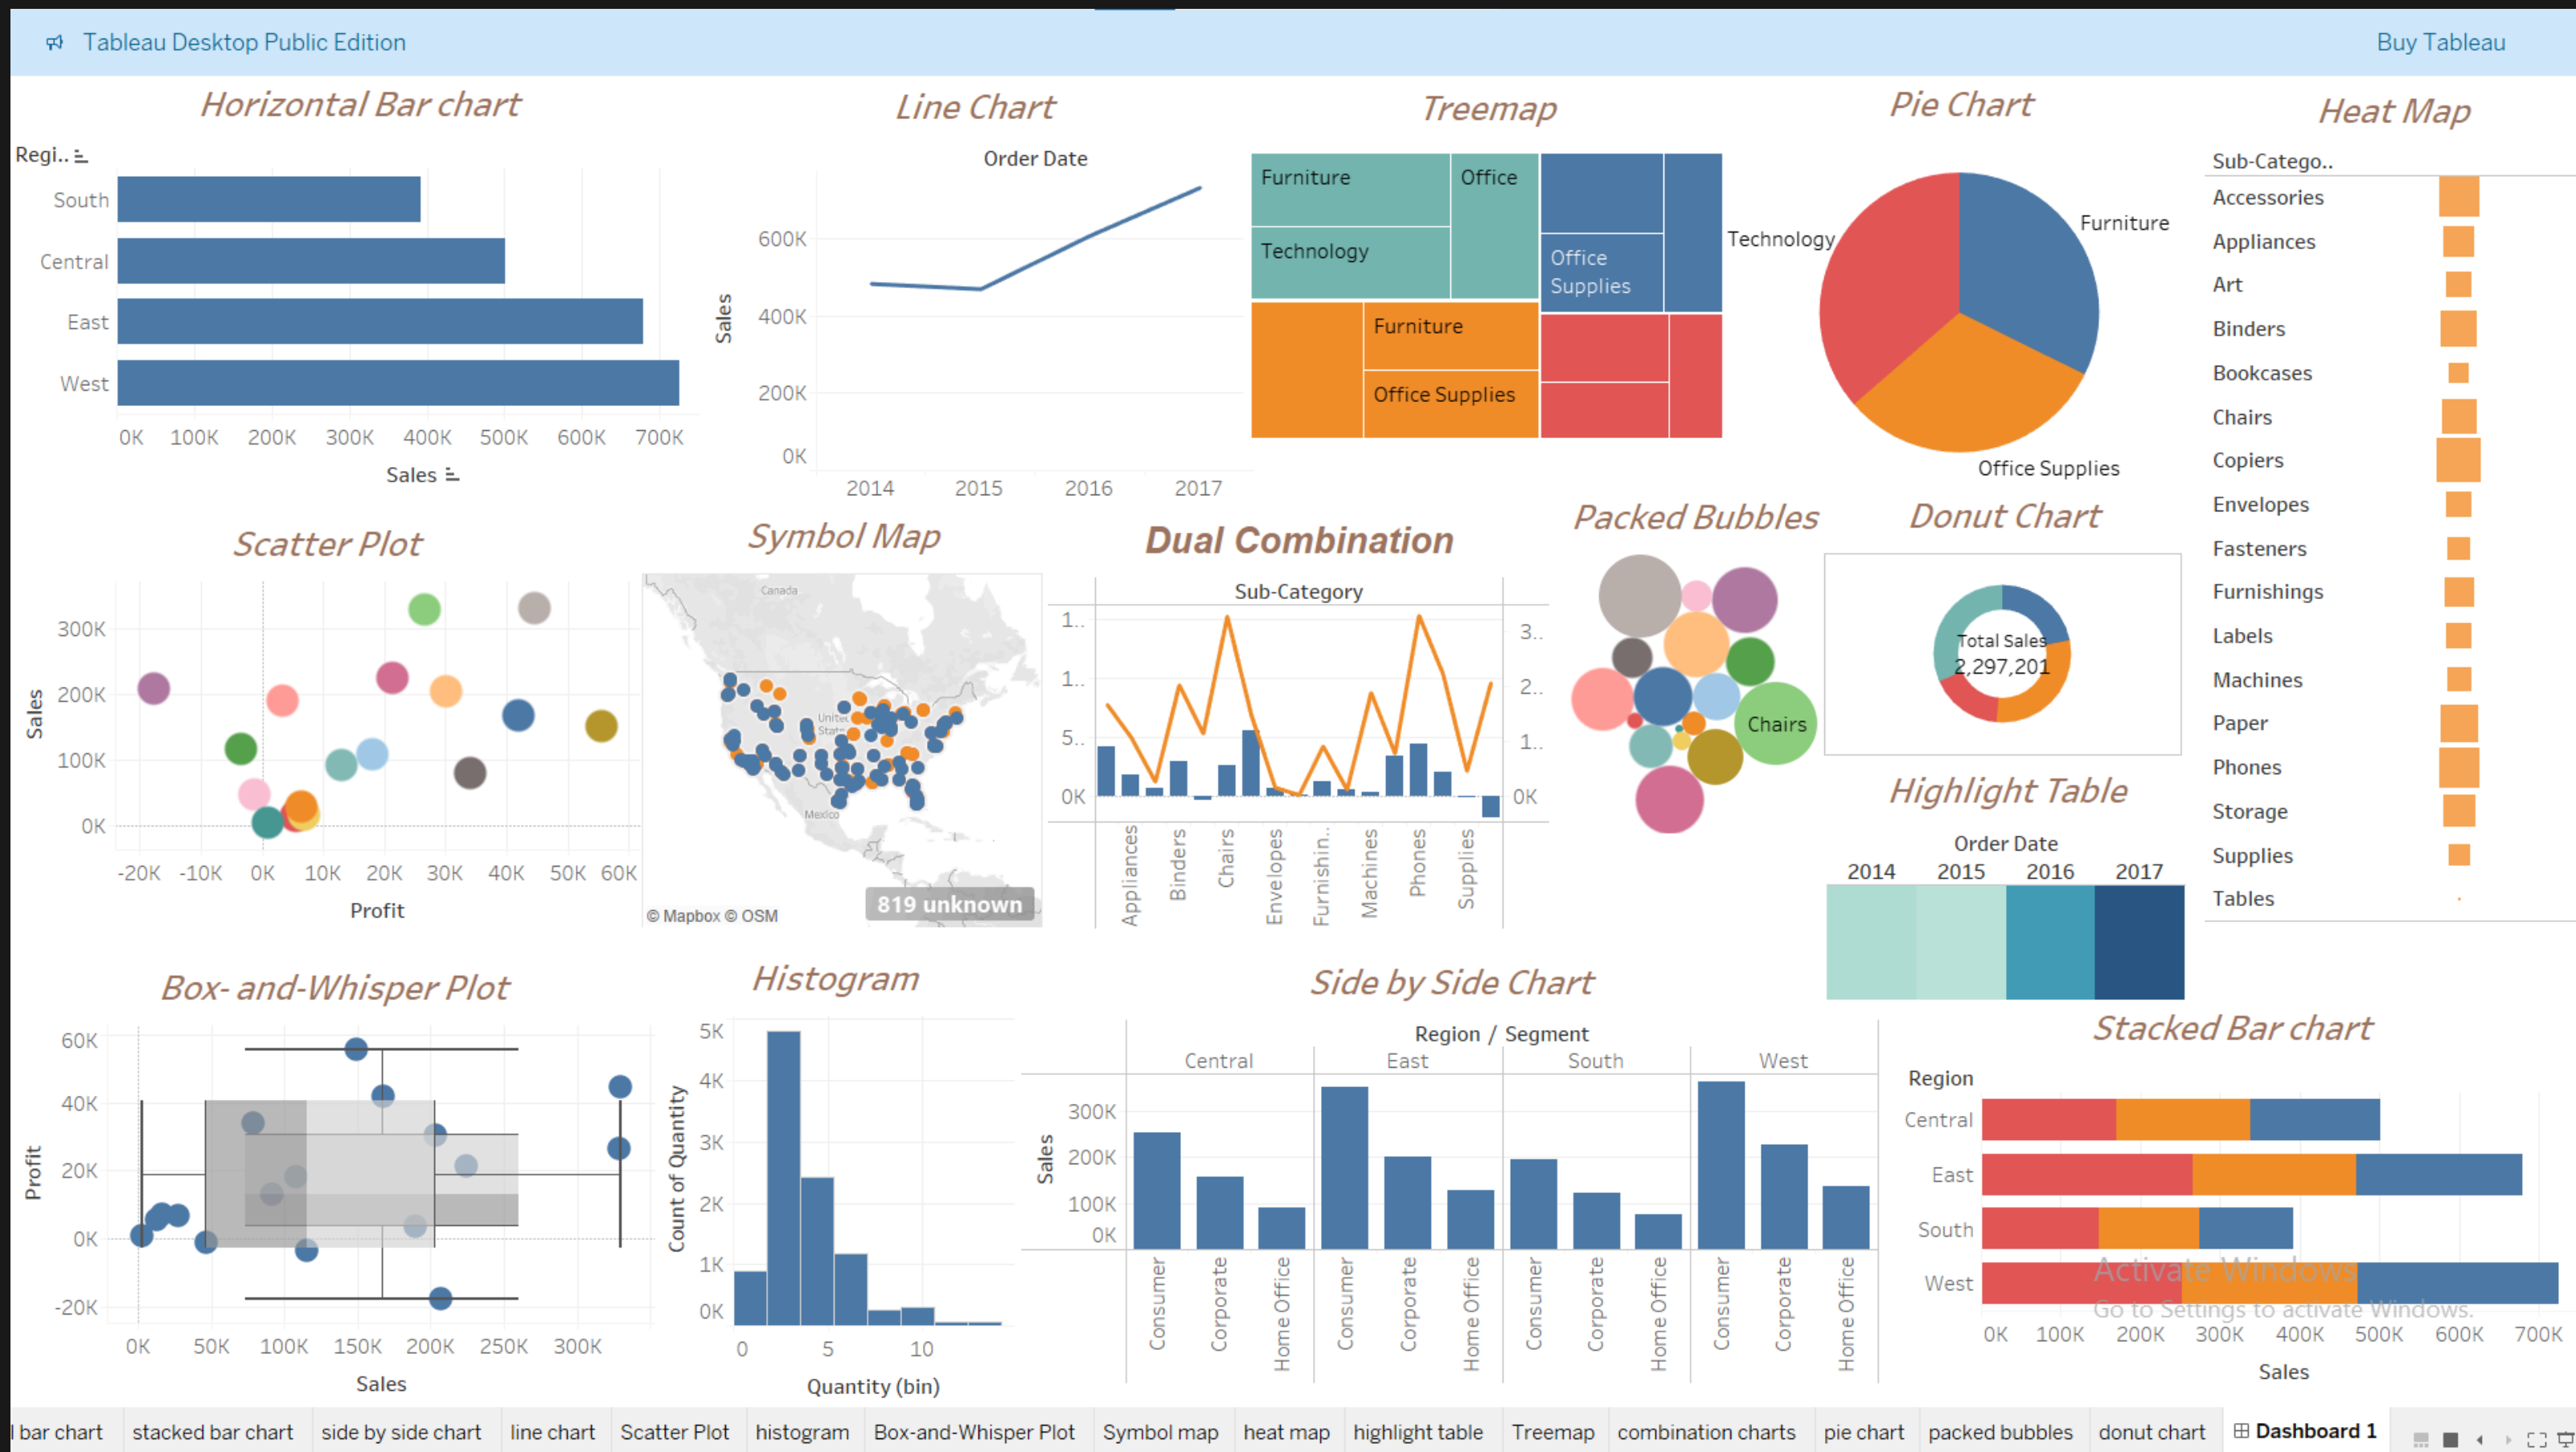 Tableau Desktop Public Edition
Buy Tableau
Horizontal Bar chart
Regi..
South
Central
East
West
0K 100K 200K 300K 400K 500K 600K 700K
Sales
Line Chart
Order Date
Sales
600K
400K
200K
0K
2014 2015 2016 2017
Treemap
Furniture
Office
Technology
Office
Supplies
Furniture
Office Supplies
Pie Chart
Technology
Furniture
Office Supplies
Heat Map
Sub-Catego..
Accessories
Appliances
Art
Binders
Bookcases
Chairs
Copiers
Envelopes
Fasteners
Furnishings
Labels
Machines
Paper
Phones
Storage
Supplies
Tables
Scatter Plot
Sales
300K
200K
100K
0K
-20K -10K 0K 10K 20K 30K 40K 50K 60K
Profit
Symbol Map
Canada
United
States
Mexico
© Mapbox © OSM
819 unknown
Dual Combination
Sub-Category
1..
1..
5..
0K
3..
2..
1..
0K
Appliances
Binders
Chairs
Envelopes
Furnishin..
Machines
Phones
Supplies
Packed Bubbles
Chairs
Donut Chart
Total Sales
2,297,201
Highlight Table
Order Date
2014 2015 2016 2017
Box- and-Whisper Plot
Profit
60K
40K
20K
0K
-20K
0K 50K 100K 150K 200K 250K 300K
Sales
Histogram
Count of Quantity
5K
4K
3K
2K
1K
0K
0 5 10
Quantity (bin)
Side by Side Chart
Region / Segment
Central East South West
Sales
300K
200K
100K
0K
Consumer
Corporate
Home Office
Consumer
Corporate
Home Office
Consumer
Corporate
Home Office
Consumer
Corporate
Home Office
Stacked Bar chart
Region
Central
East
South
West
0K 100K 200K 300K 400K 500K 600K 700K
Sales
Activate Windows
Go to Settings to activate Windows.
l bar chart stacked bar chart side by side chart line chart Scatter Plot histogram Box-and-Whisper Plot Symbol map heat map highlight table Treemap combination charts pie chart packed bubbles donut chart Dashboard 1